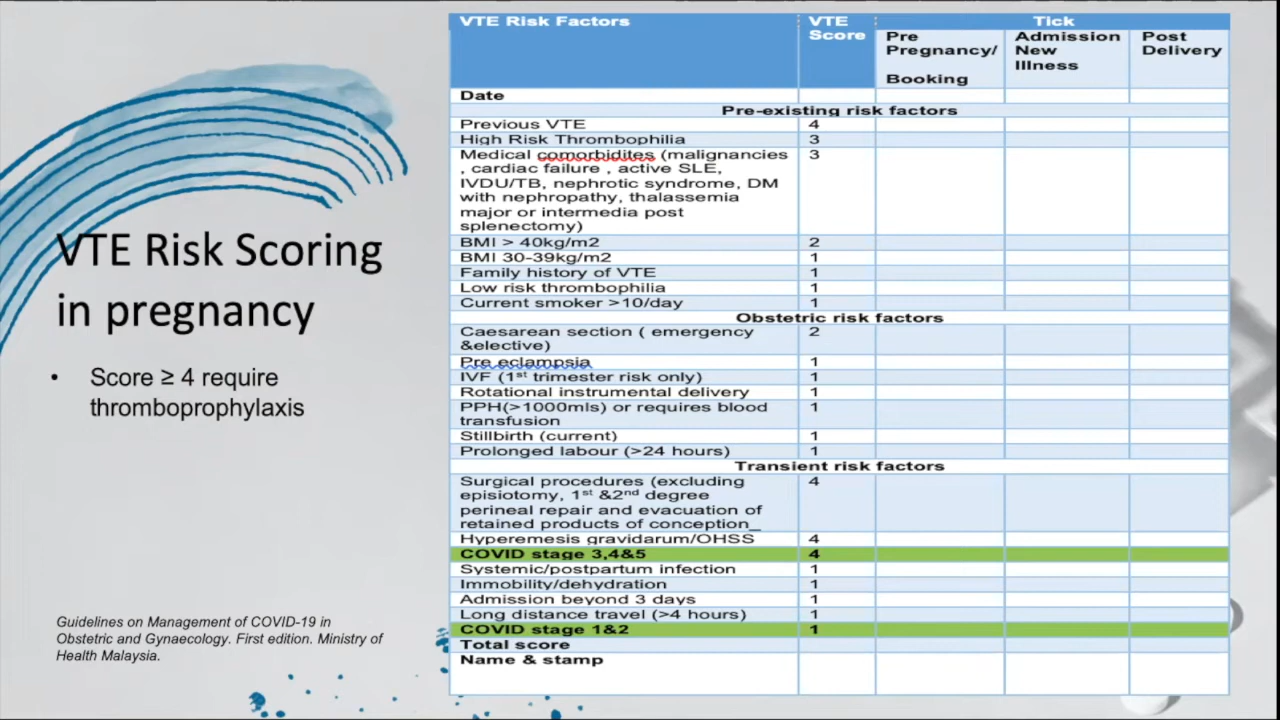 VTE Risk Scoring
in pregnancy
• Score ≥ 4 require
thromboprophylaxis
Guidelines on Management of COVID-19 in
Obstetric and Gynaecology. First edition. Ministry of
Health Malaysia.
VTE Risk Factors VTE Score Tick
Pre Pregnancy/ Booking Admission New Illness Post Delivery
Date
Pre-existing risk factors
Previous VTE 4
High Risk Thrombophilia 3
Medical comorbidites (malignancies 3
, cardiac failure , active SLE,
IVDU/TB, nephrotic syndrome, DM
with nephropathy, thalassemia
major or intermedia post
splenectomy)
BMI > 40kg/m2 2
BMI 30-39kg/m2 1
Family history of VTE 1
Low risk thrombophilia 1
Current smoker >10/day 1
Obstetric risk factors
Caesarean section ( emergency 2
&elective)
Pre eclampsia 1
IVF (1st trimester risk only) 1
Rotational instrumental delivery 1
PPH(>1000mls) or requires blood 1
transfusion
Stillbirth (current) 1
Prolonged labour (>24 hours) 1
Transient risk factors
Surgical procedures (excluding 4
episiotomy, 1st &2nd degree
perineal repair and evacuation of
retained products of conception_
Hyperemesis gravidarum/OHSS 4
COVID stage 3,4&5 4
Systemic/postpartum infection 1
Immobility/dehydration 1
Admission beyond 3 days 1
Long distance travel (>4 hours) 1
COVID stage 1&2 1
Total score
Name & stamp